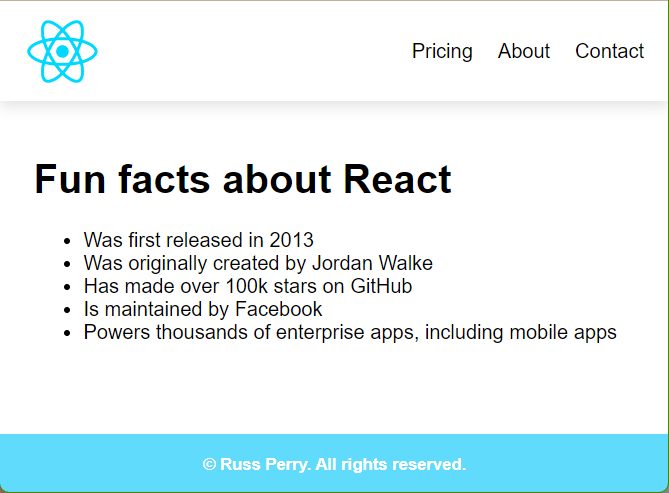 Pricing About Contact
Fun facts about React
• Was first released in 2013
• Was originally created by Jordan Walke
• Has made over 100k stars on GitHub
• Is maintained by Facebook
• Powers thousands of enterprise apps, including mobile apps
© Russ Perry. All rights reserved.